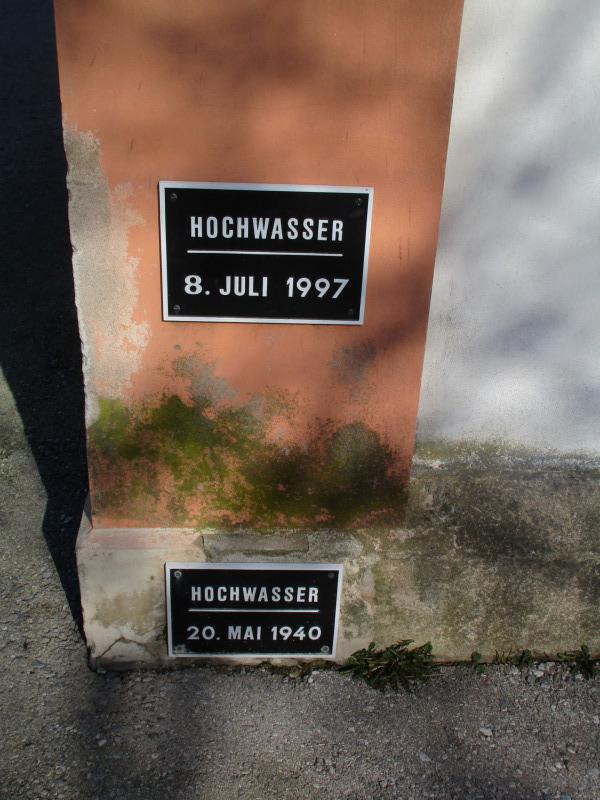 HOCHWASSER
8. JULI 1997
HOCHWASSER
20. MAI 1940